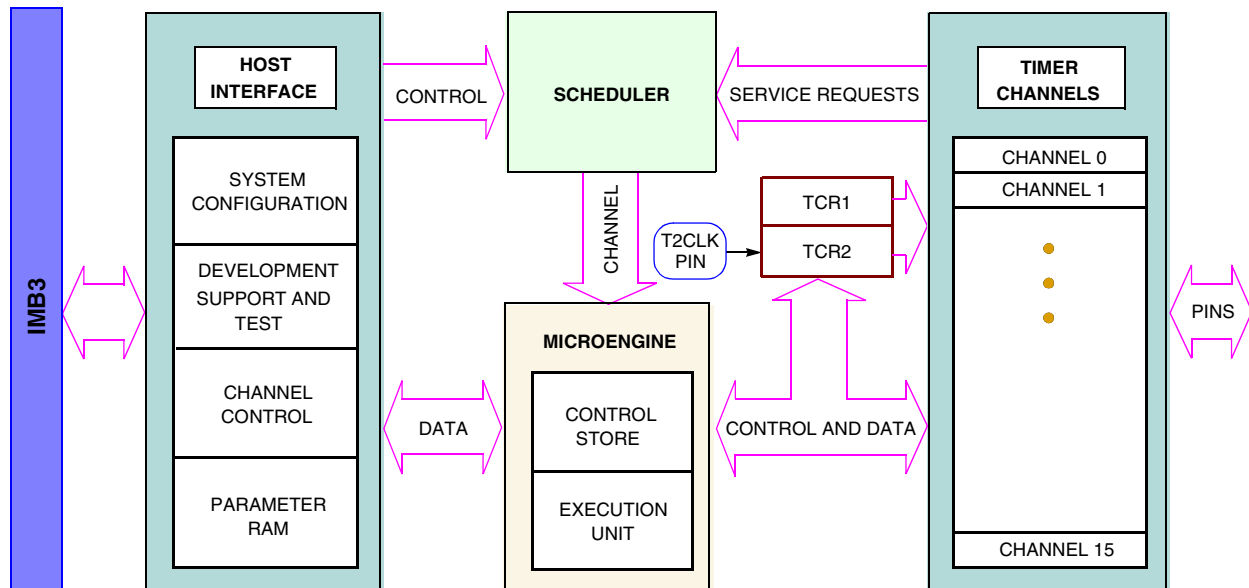 IMB3
HOST
INTERFACE
SYSTEM
CONFIGURATION
DEVELOPMENT
SUPPORT AND
TEST
CHANNEL
CONTROL
PARAMETER
RAM
CONTROL
DATA
SCHEDULER
CHANNEL
MICROENGINE
CONTROL
STORE
EXECUTION
UNIT
SERVICE REQUESTS
T2CLK
PIN
TCR1
TCR2
CONTROL AND DATA
TIMER
CHANNELS
CHANNEL 0
CHANNEL 1
CHANNEL 15
PINS